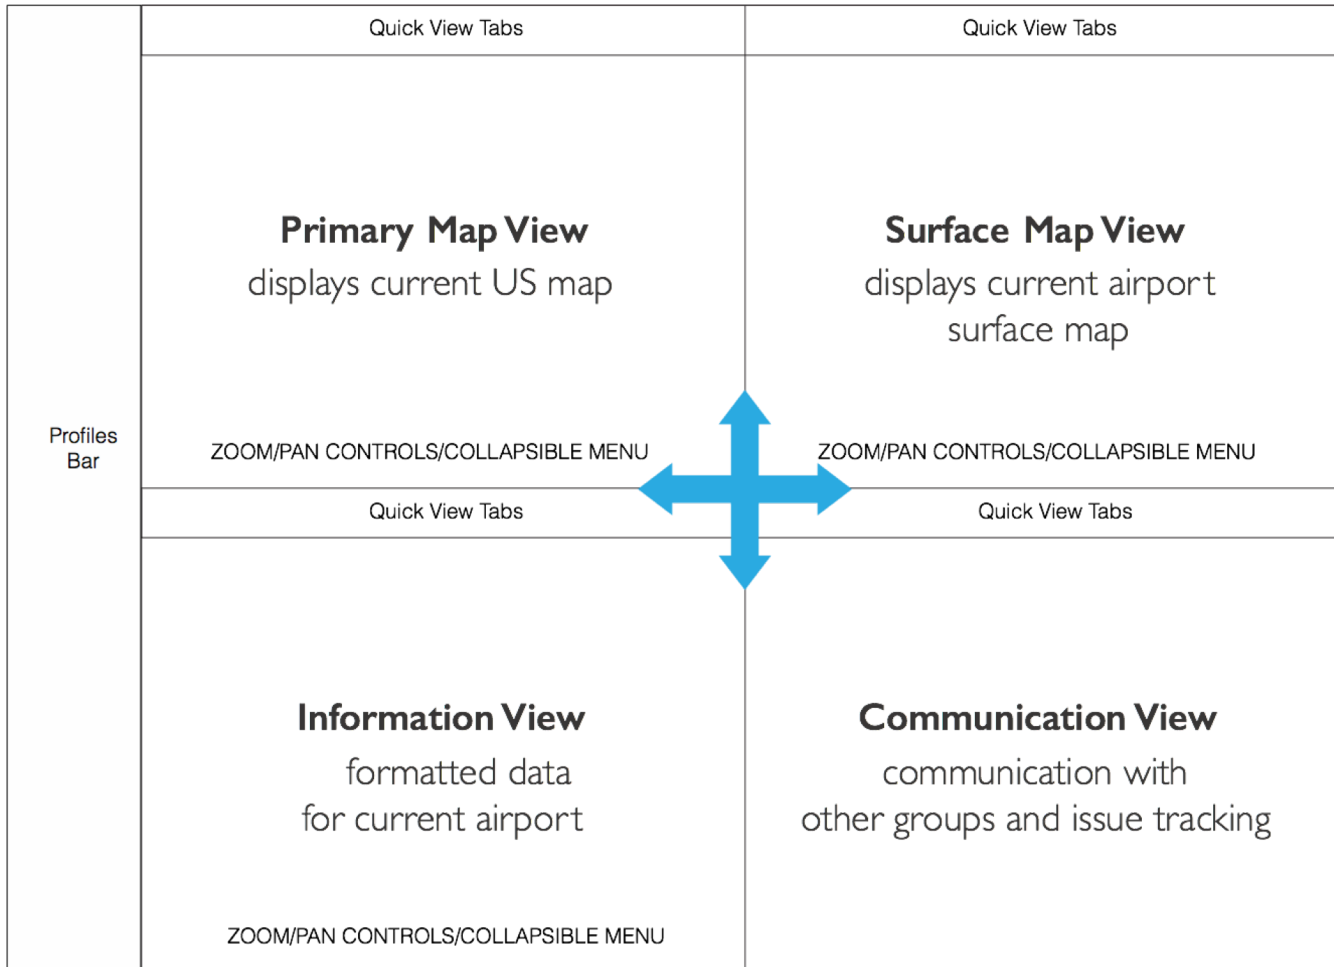 Quick View Tabs
Quick View Tabs
Primary Map View
displays current US map
ZOOM/PAN CONTROLS/COLLAPSIBLE MENU
Surface Map View
displays current airport
surface map
ZOOM/PAN CONTROLS/COLLAPSIBLE MENU
Profiles
Bar
Quick View Tabs
Quick View Tabs
Information View
formatted data
for current airport
ZOOM/PAN CONTROLS/COLLAPSIBLE MENU
Communication View
communication with
other groups and issue tracking